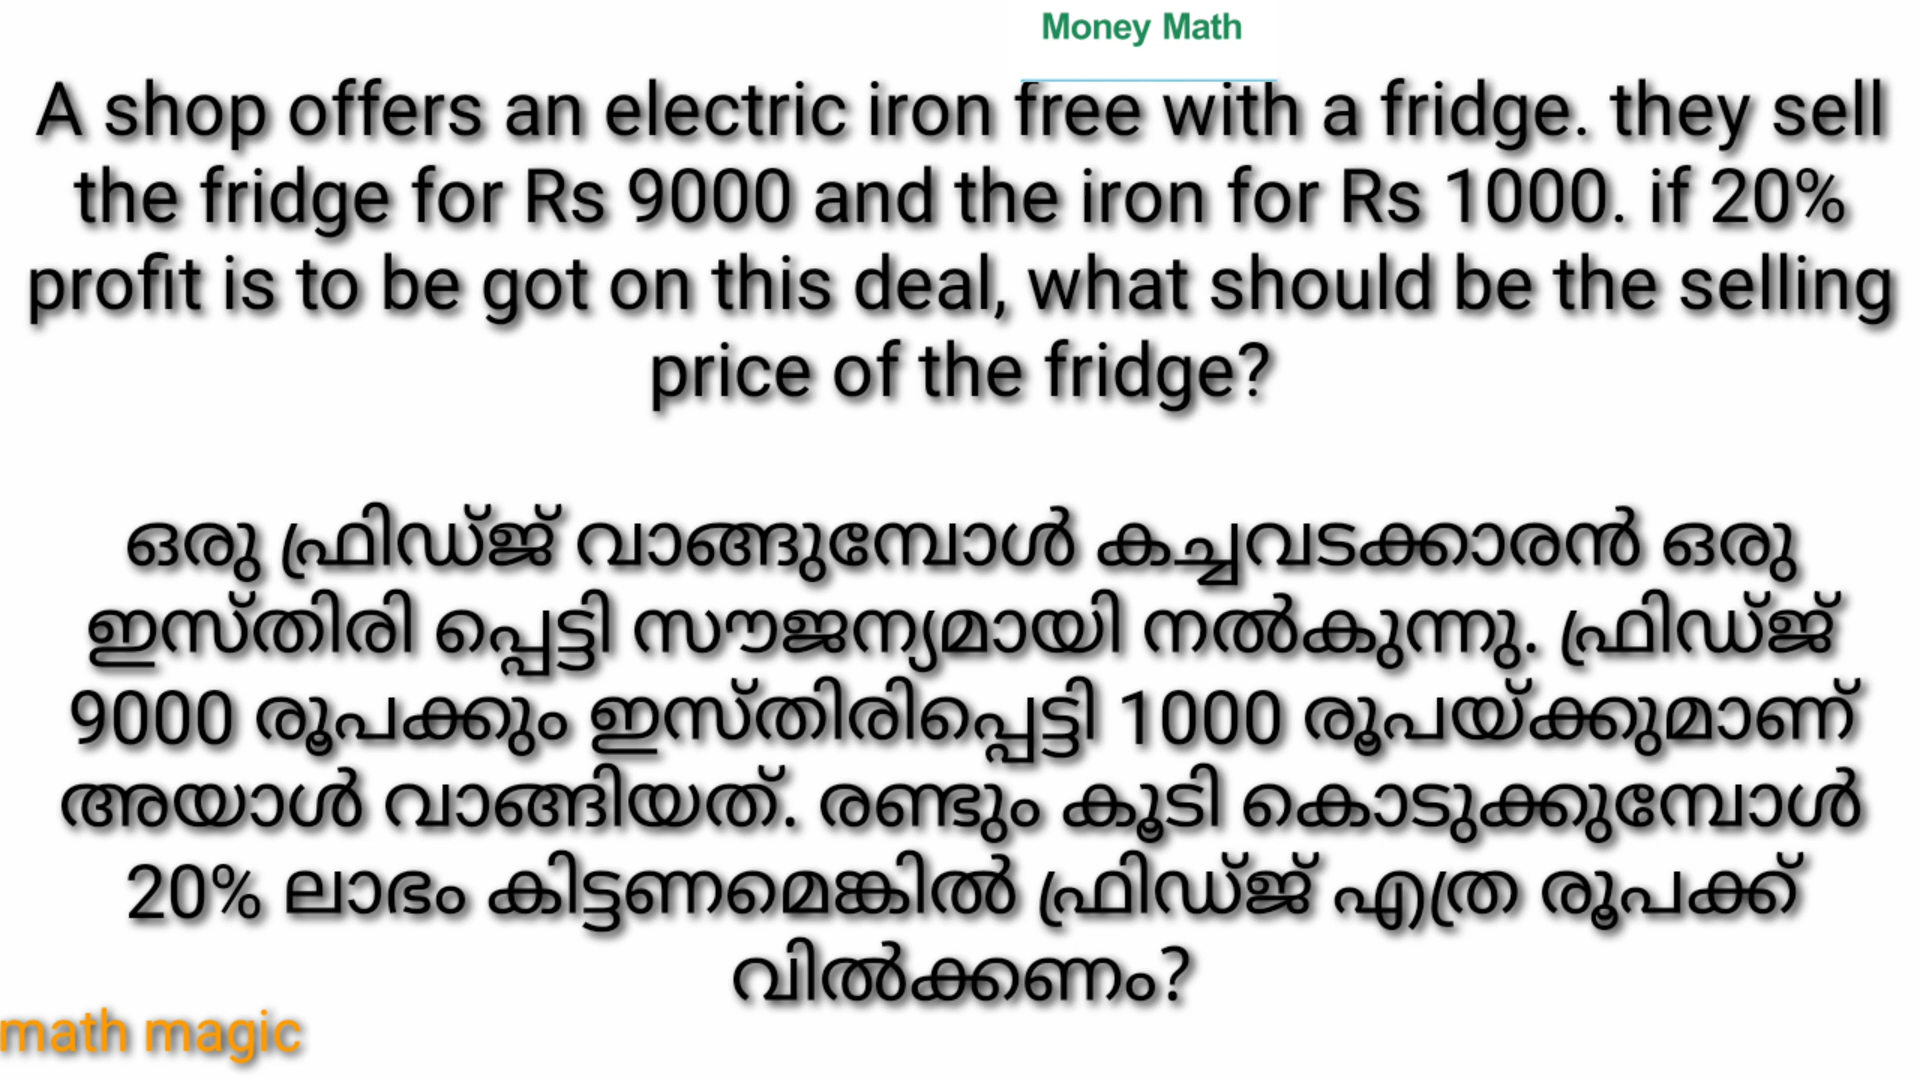 Money Math
A shop offers an electric iron free with a fridge. they sell
the fridge for Rs 9000 and the iron for Rs 1000. if 20%
profit is to be got on this deal, what should be the selling
price of the fridge?
ഒരു ഫ്രിഡ്ജ് വാങ്ങുമ്പോൾ കച്ചവടക്കാരൻ ഒരു
ഇസ്തിരി പ്പെട്ടി സൗജന്യമായി നൽകുന്നു. ഫ്രിഡ്ജ്
9000 രൂപക്കും ഇസ്തിരിപ്പെട്ടി 1000 രൂപയ്ക്കുമാണ്
അയാൾ വാങ്ങിയത്. രണ്ടും കൂടി കൊടുക്കുമ്പോൾ
20% ലാഭം കിട്ടണമെങ്കിൽ ഫ്രിഡ്ജ് എത്ര രൂപക്ക്
വിൽക്കണം?
math magic